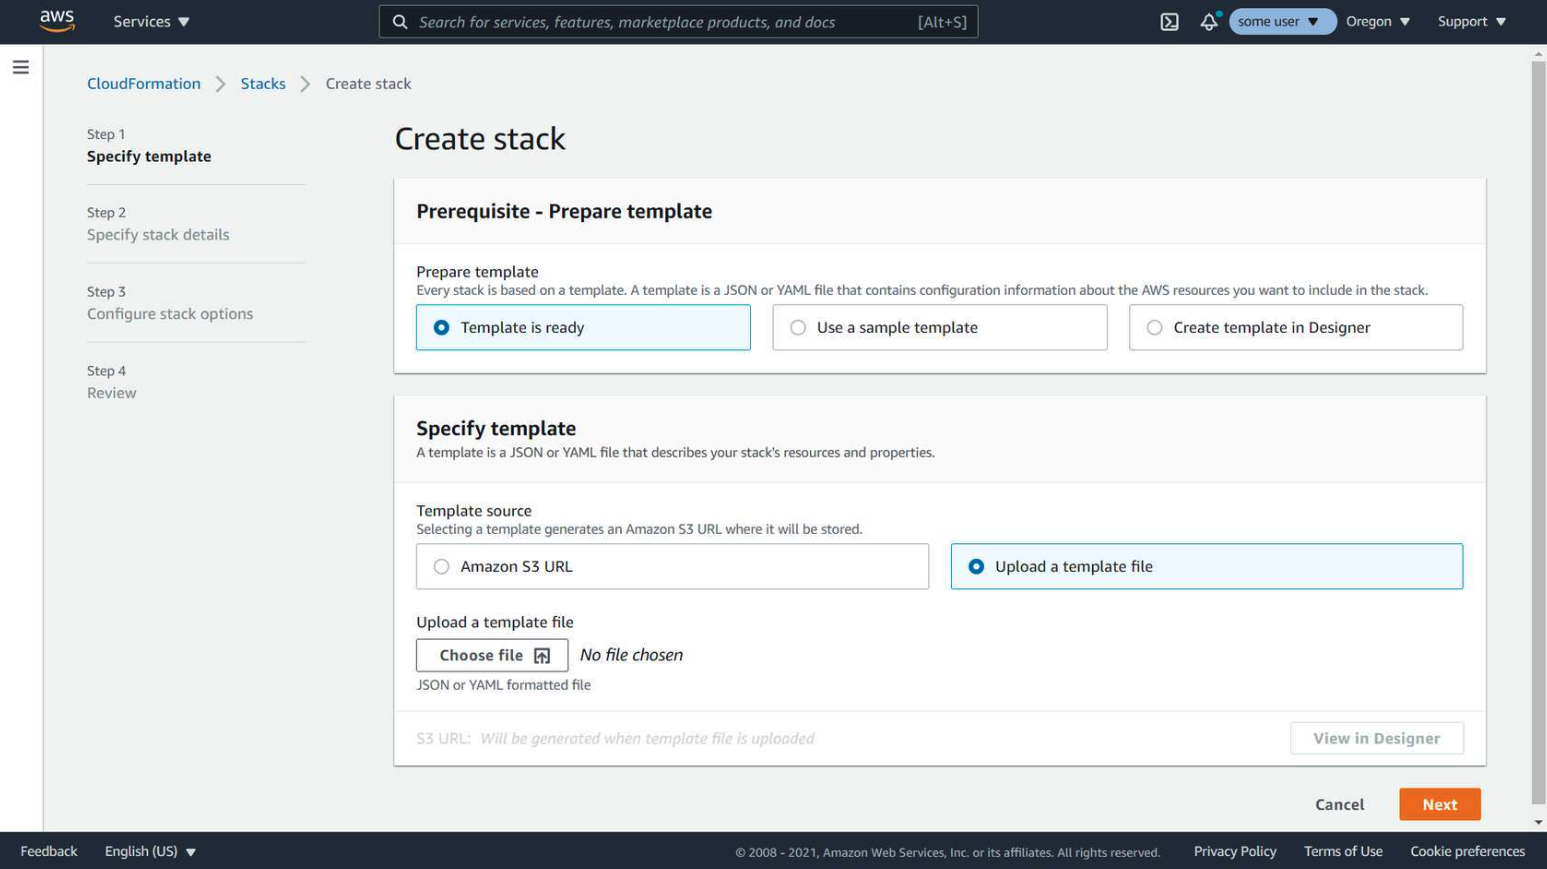 aws
Services
Search for services, features, marketplace products, and docs
[Alt+S]
some user
Oregon
Support
CloudFormation
Stacks
Create stack
Step 1
Specify template
Step 2
Specify stack details
Step 3
Configure stack options
Step 4
Review
Create stack
Prerequisite - Prepare template
Prepare template
Every stack is based on a template. A template is a JSON or YAML file that contains configuration information about the AWS resources you want to include in the stack.
Template is ready
Use a sample template
Create template in Designer
Specify template
A template is a JSON or YAML file that describes your stack's resources and properties.
Template source
Selecting a template generates an Amazon S3 URL where it will be stored.
Amazon S3 URL
Upload a template file
Upload a template file
Choose file
No file chosen
JSON or YAML formatted file
S3 URL: Will be generated when template file is uploaded
View in Designer
Cancel
Next
Feedback
English (US)
© 2008 - 2021, Amazon Web Services, Inc. or its affiliates. All rights reserved.
Privacy Policy
Terms of Use
Cookie preferences